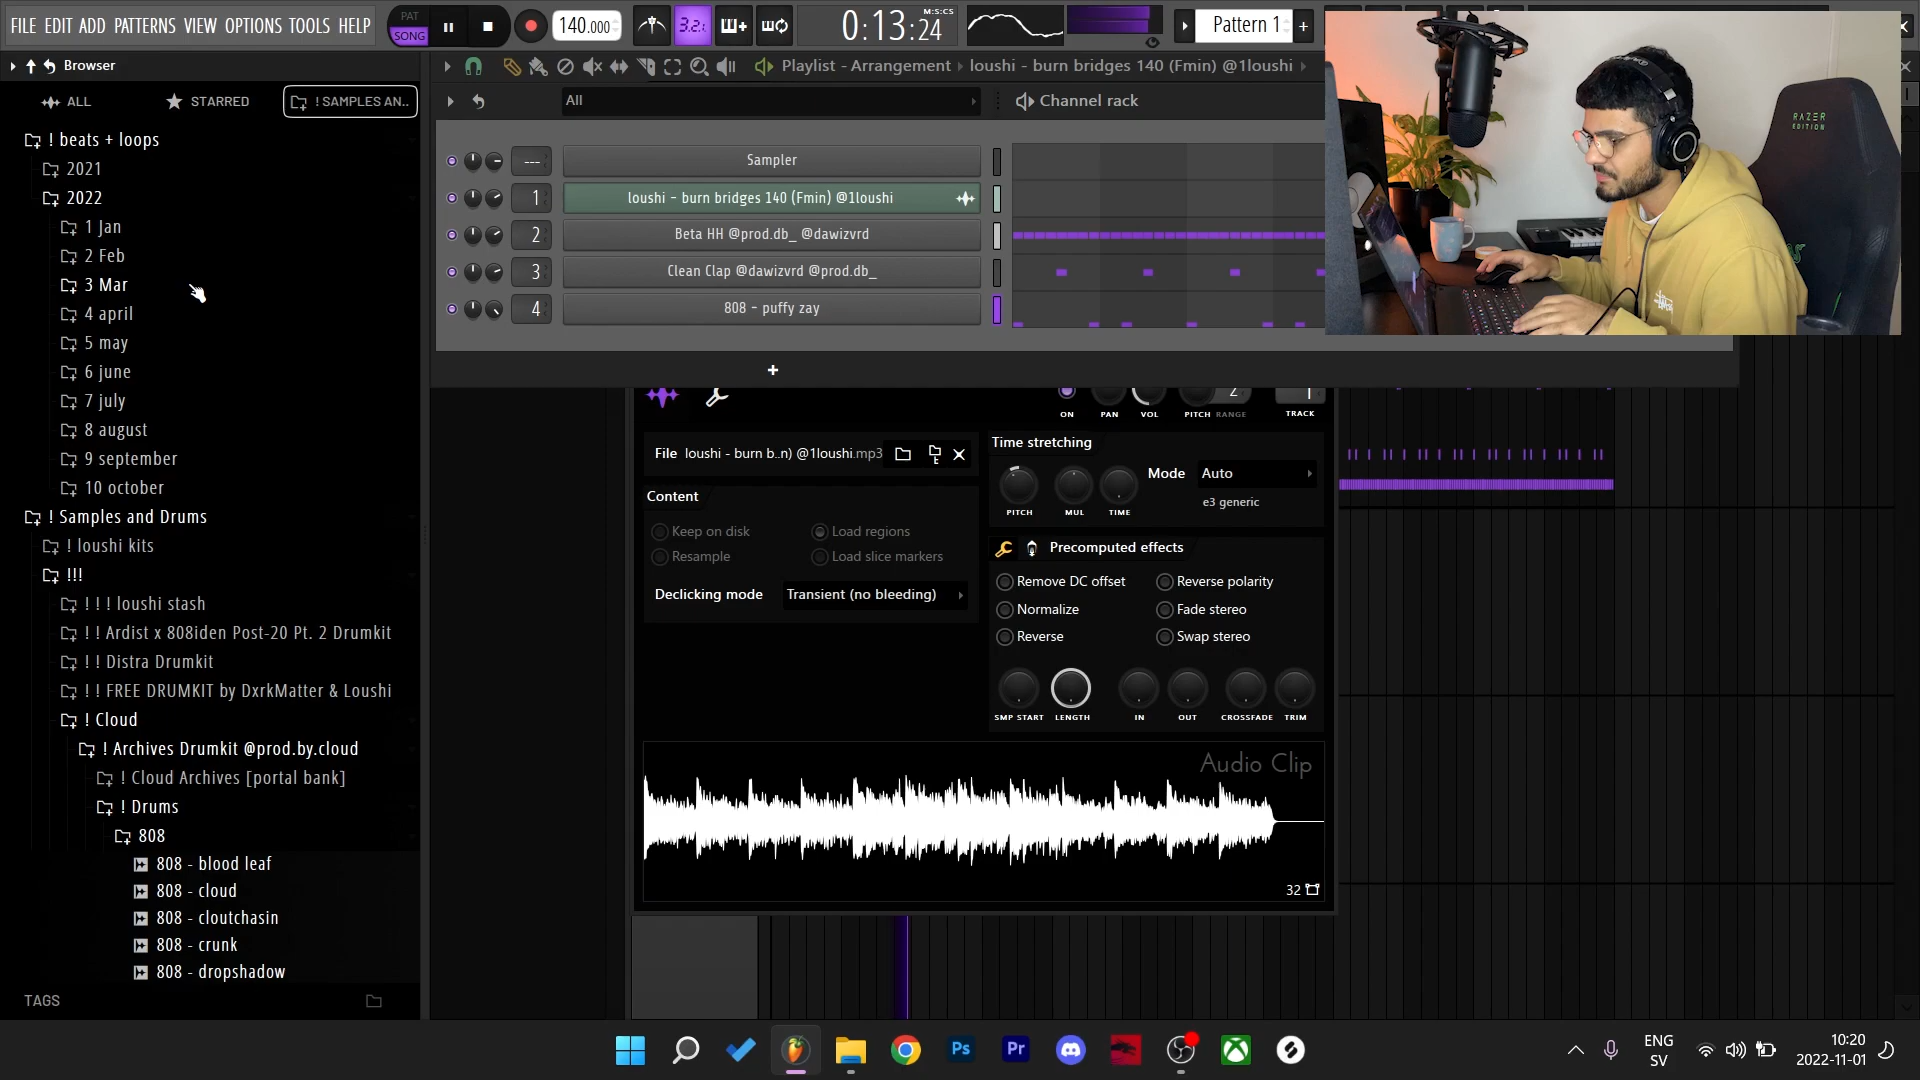 FILE EDIT ADD PATTERNS VIEW OPTIONS TOOLS HELP
PAT
SONG
140.000
3.2.
0:13:24
M:S:CS
Pattern 1
+
Browser
Playlist - Arrangement
loushi - burn bridges 140 (Fmin) @1loushi
ALL
STARRED
! SAMPLES AN..
All
Channel rack
! beats + loops
2021
2022
1 Jan
2 Feb
3 Mar
4 april
5 may
6 june
7 july
8 august
9 september
10 october
! Samples and Drums
! loushi kits
!!!
! ! ! loushi stash
! ! Ardist x 808iden Post-20 Pt. 2 Drumkit
! ! Distra Drumkit
! ! FREE DRUMKIT by DxrkMatter & Loushi
! Cloud
! Archives Drumkit @prod.by.cloud
! Cloud Archives [portal bank]
! Drums
808
808 - blood leaf
808 - cloud
808 - cloutchasin
808 - crunk
808 - dropshadow
TAGS
--- Sampler
1 loushi - burn bridges 140 (Fmin) @1loushi
2 Beta HH @prod.db_ @dawizvrd
3 Clean Clap @dawizvrd @prod.db_
4 808 - puffy zay
+
2
1
ON PAN VOL PITCH RANGE TRACK
File loushi - burn b..n) @1loushi.mp3
Time stretching
PITCH MUL TIME
Mode Auto
e3 generic
Content
Keep on disk
Load regions
Resample
Load slice markers
Declicking mode Transient (no bleeding)
Precomputed effects
Remove DC offset
Reverse polarity
Normalize
Fade stereo
Reverse
Swap stereo
SMP START LENGTH IN OUT CROSSFADE TRIM
Audio Clip
32
RAZER
EDITION
Ps
Pr
ENG
SV
10:20
2022-11-01